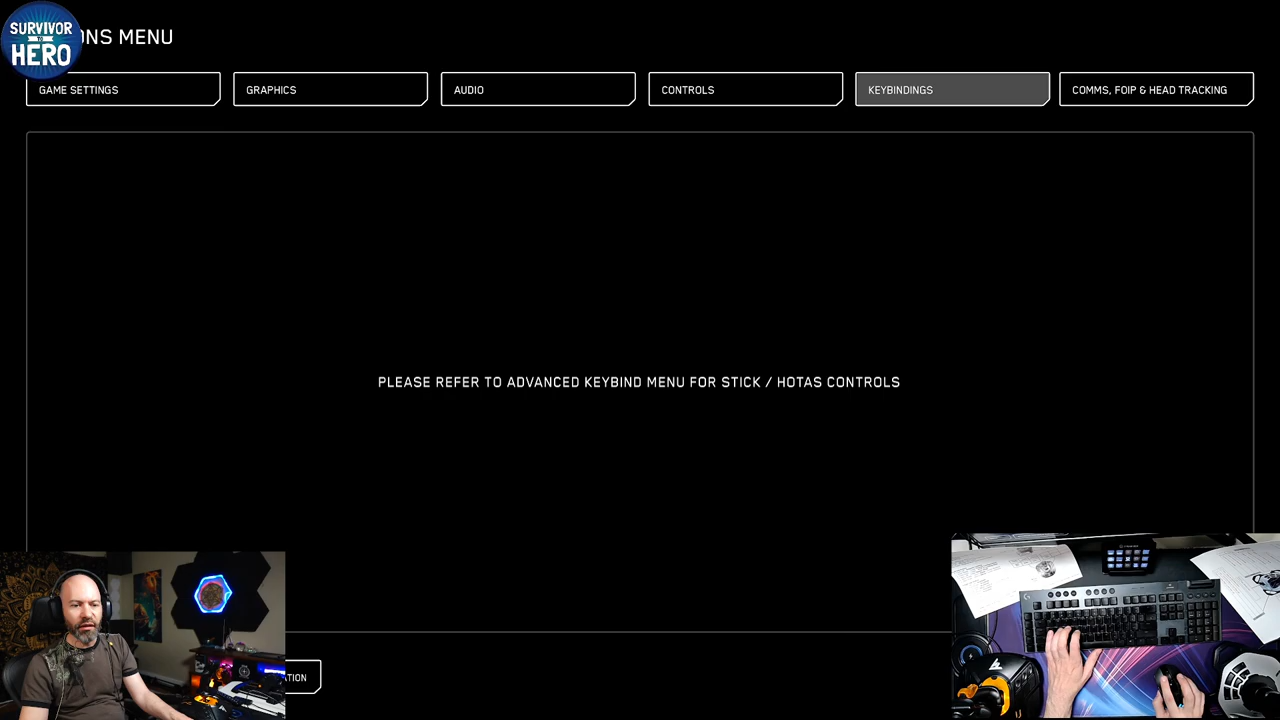 SURVIVOR
TO
HERO
ONS MENU
GAME SETTINGS
GRAPHICS
AUDIO
CONTROLS
KEYBINDINGS
COMMS, FOIP & HEAD TRACKING
PLEASE REFER TO ADVANCED KEYBIND MENU FOR STICK / HOTAS CONTROLS
ATION